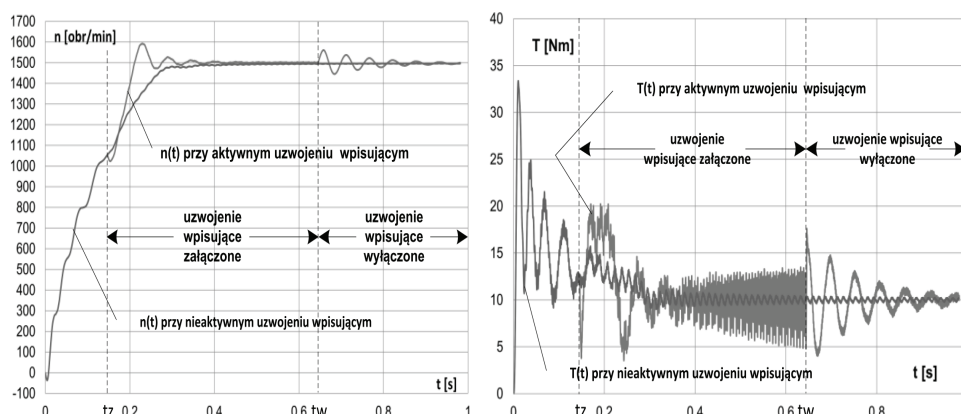 n [obr/min]
1700
1600
1500
1400
1300
1200
1100
1000
900
800
700
600
500
400
300
200
100
0
-100
n(t) przy aktywnym uzwojeniu wpisującym
uzwojenie
wpisujące
załączone
uzwojenie
wpisujące
wyłączone
n(t) przy nieaktywnym uzwojeniu wpisującym
t [s]
0
tz
0.2
0.4
0.6
tw
0.8
1
T [Nm]
40
35
30
25
20
15
10
5
0
T(t) przy aktywnym uzwojeniu wpisującym
uzwojenie
wpisujące załączone
uzwojenie wpisujące
wyłączone
T(t) przy nieaktywnym uzwojeniu wpisującym
t [s]
0
tz
0.2
0.4
0.6
tw
0.8